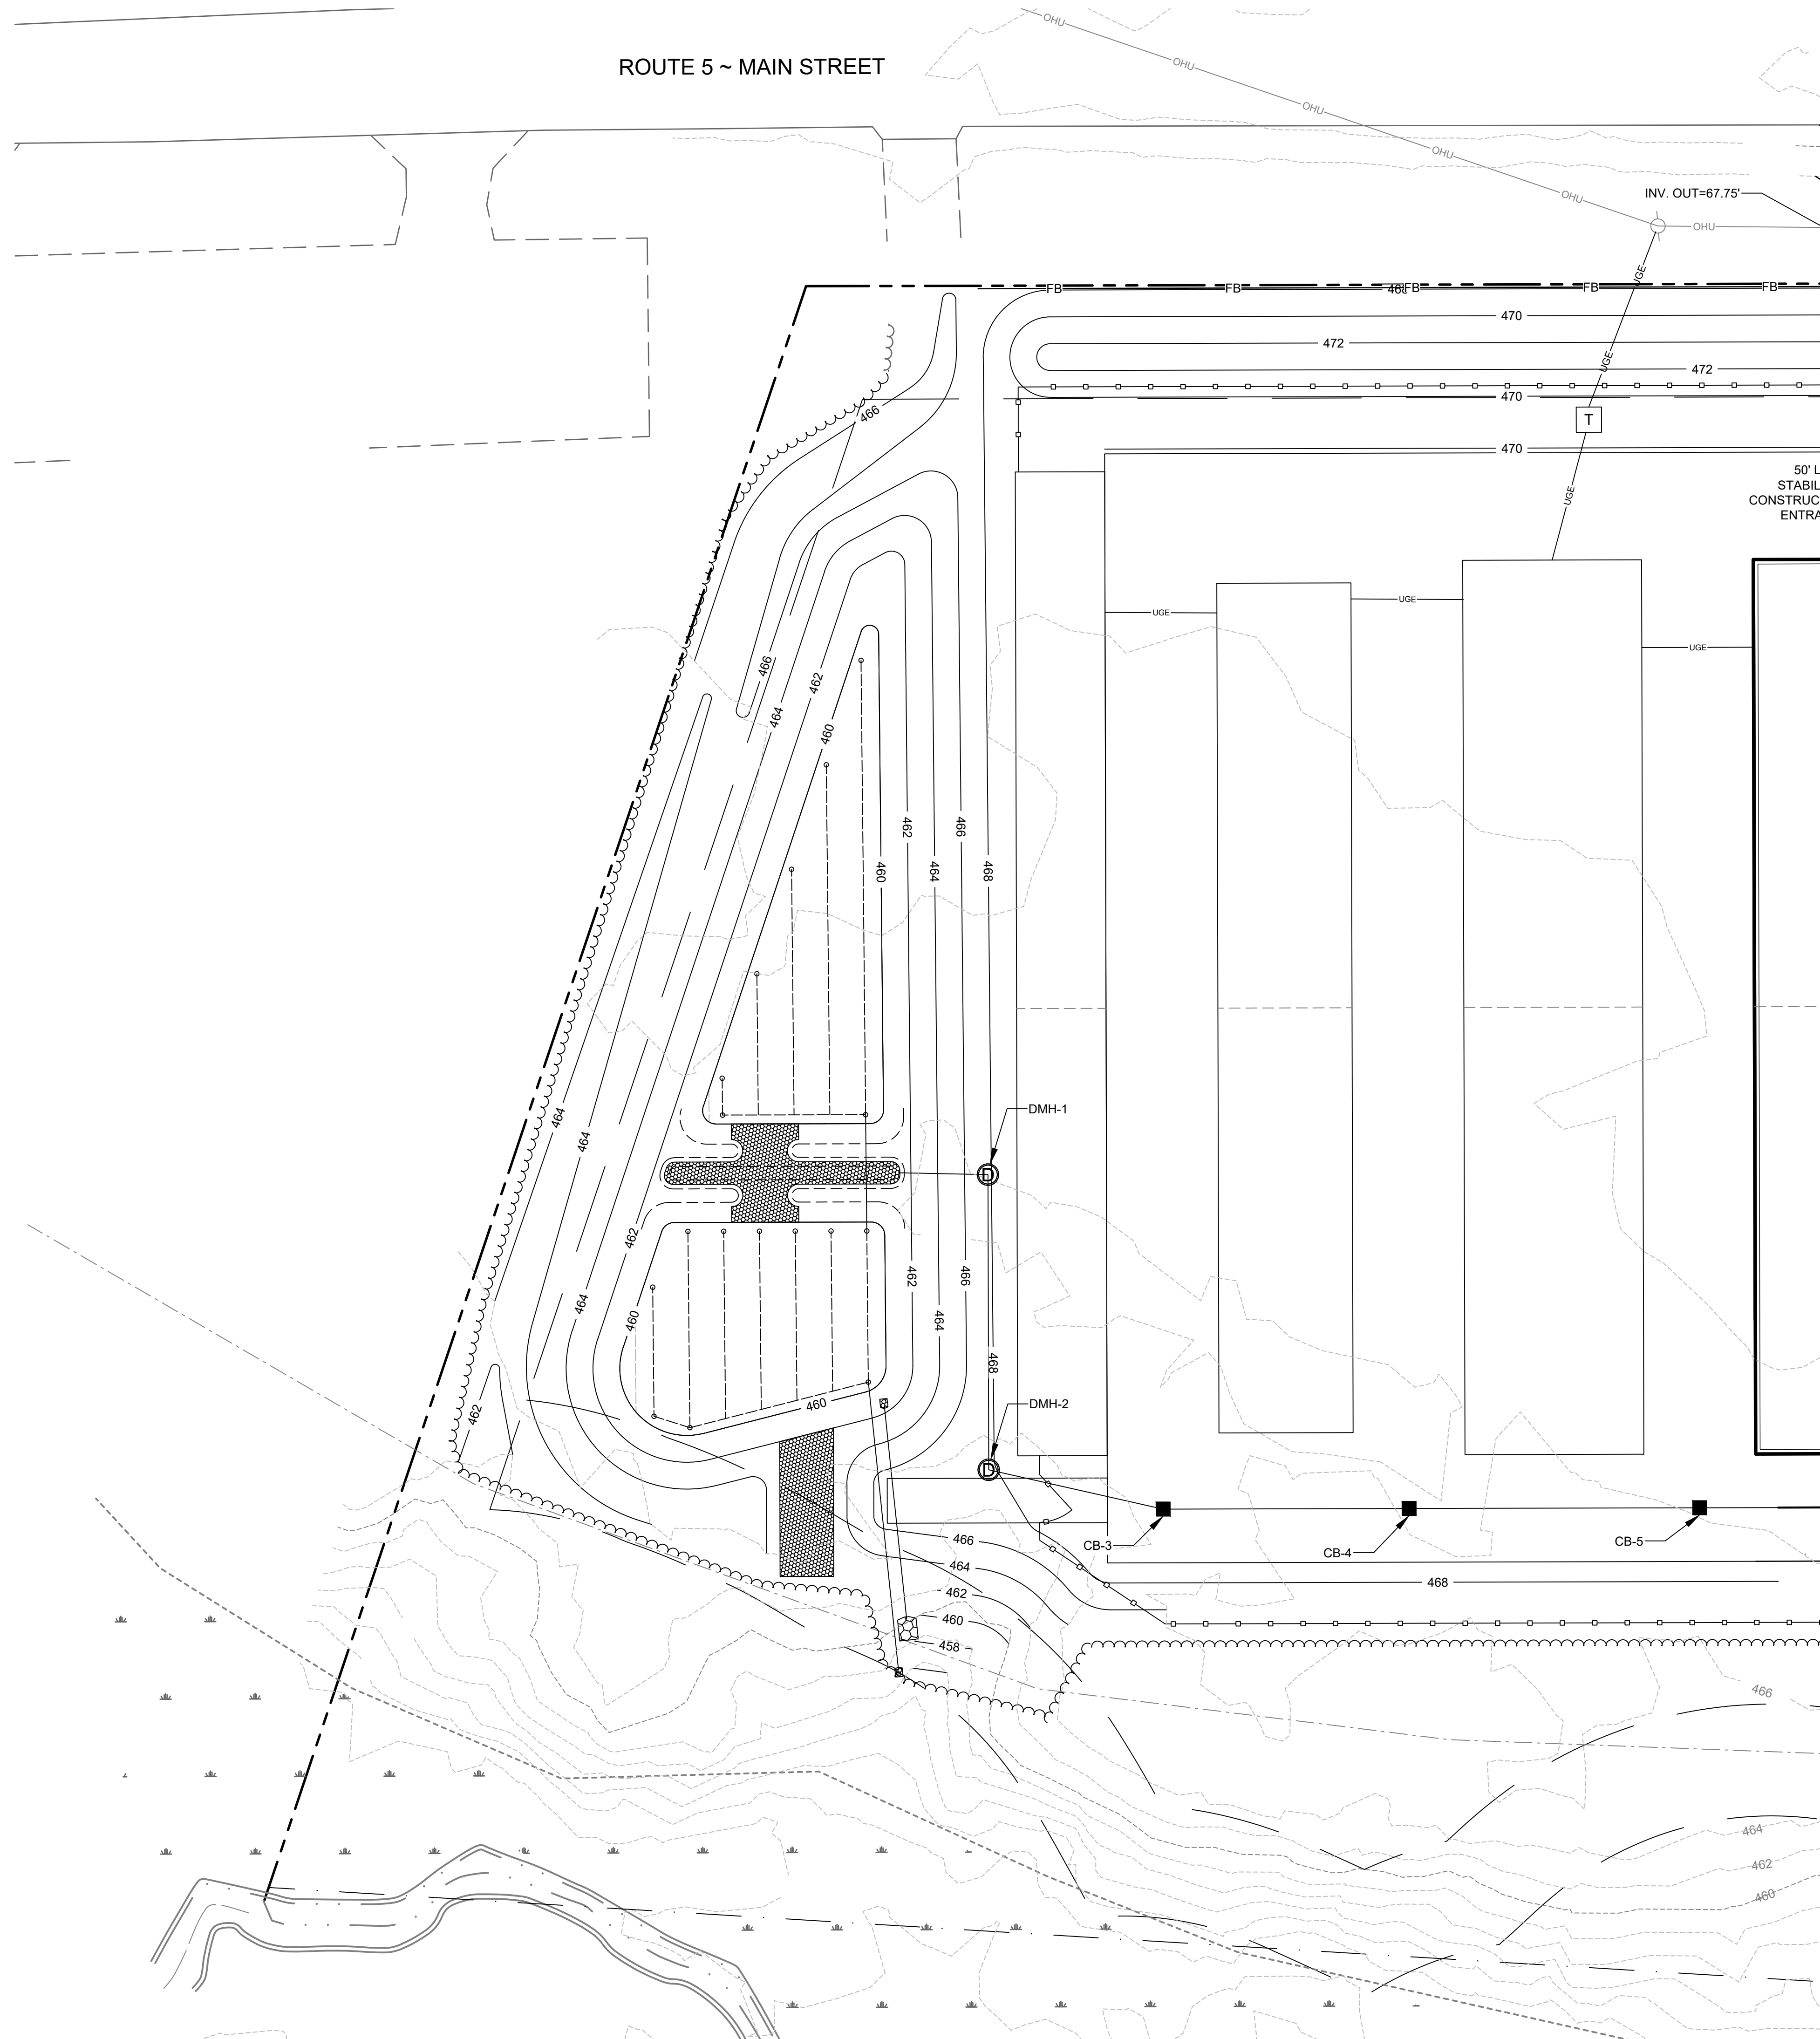 OHU
ROUTE 5 ~ MAIN STREET
OHU
OHU
OHU
INV. OUT=67.75'
OHU
OHU
UGE
FB
FB
FB
FB
FB
470
472
472
UGE
470
466
T
470
50' L
STABIL
CONSTRUC
ENTRA
UGE
UGE
UGE
UGE
466
462
464
460
462
466
460
464
468
DMH-1
464
464
D
462
462
466
464
460
464
468
462
460
DMH-2
D
CB-3
CB-4
CB-5
466
464
462
460
458
468
466
464
462
460